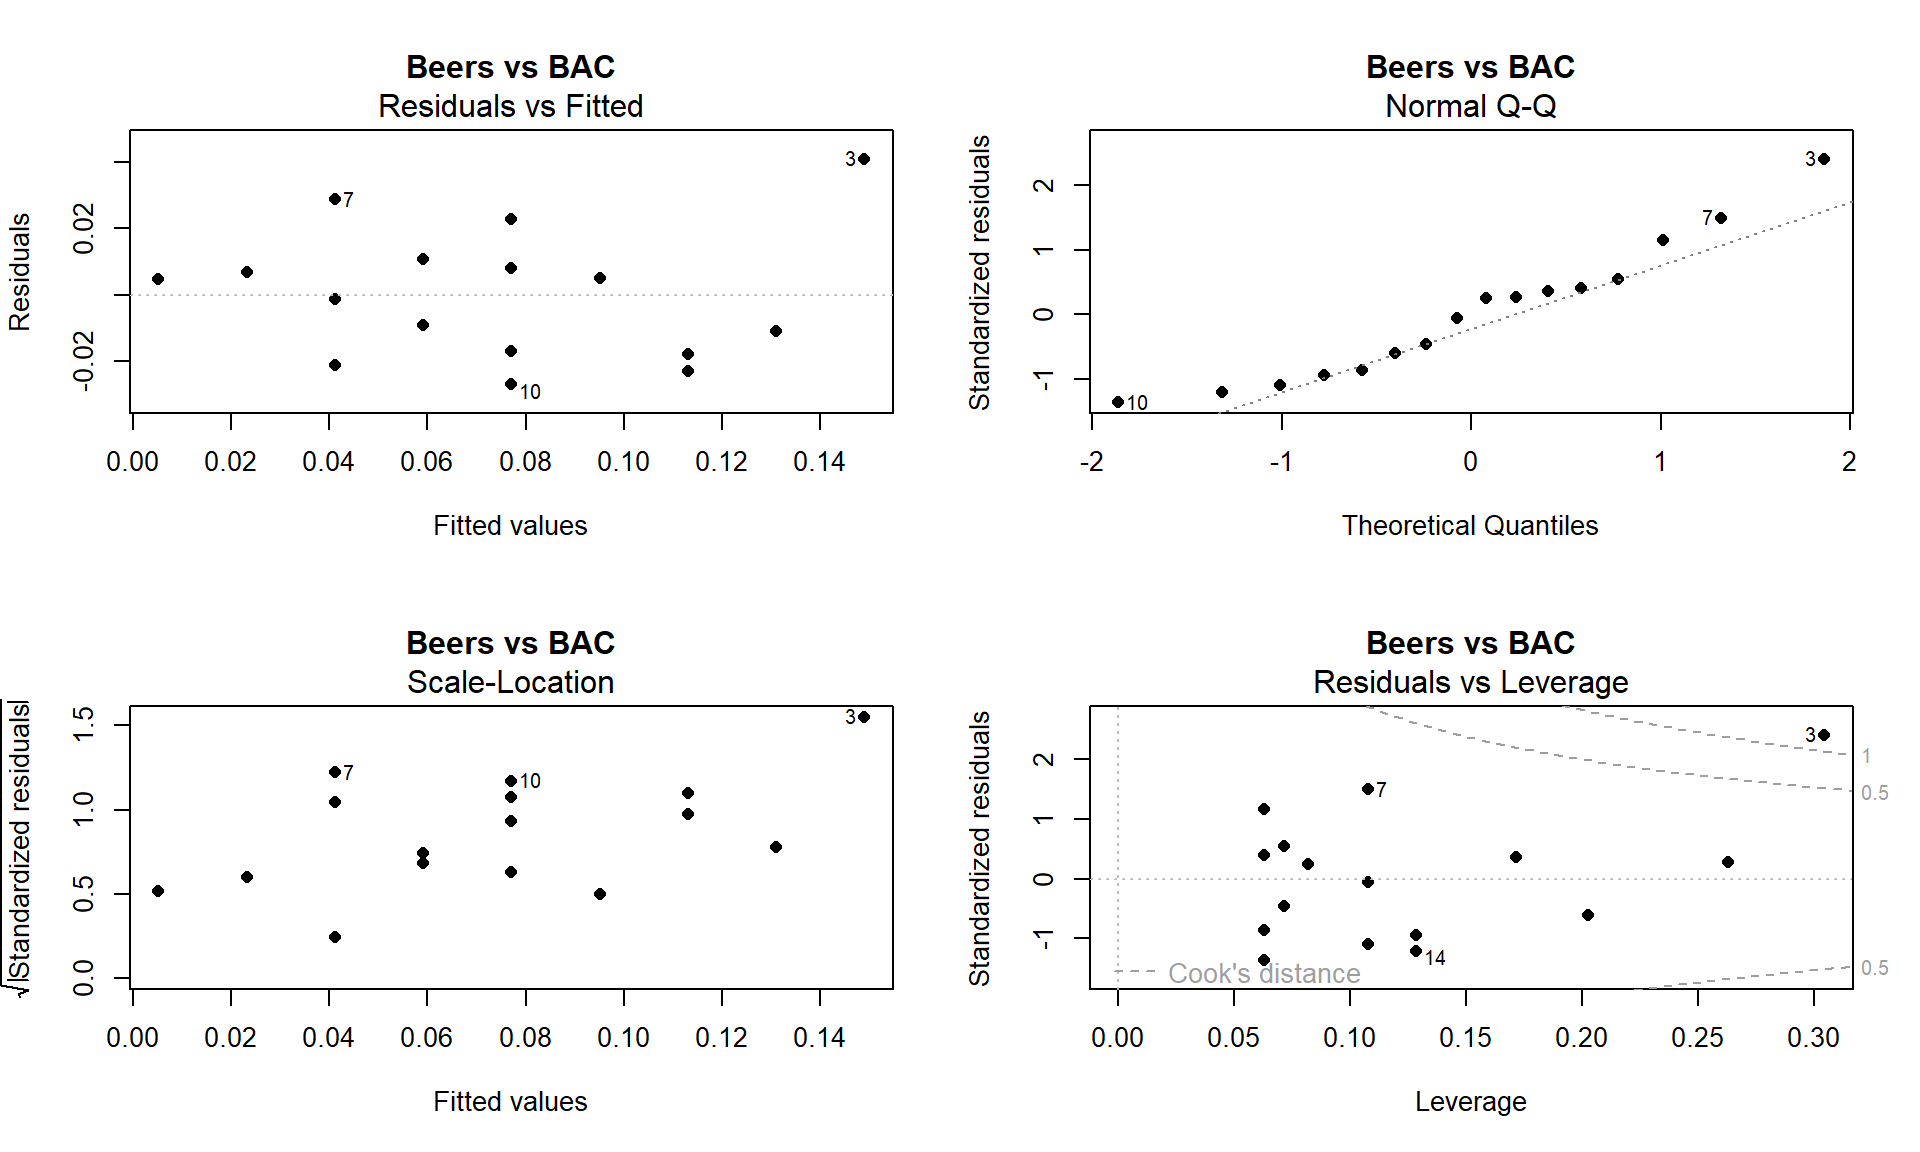 Beers vs BAC
Residuals vs Fitted
Residuals
0.02
-0.02
3
7
10
0.00 0.02 0.04 0.06 0.08 0.10 0.12 0.14
Fitted values
Beers vs BAC
Normal Q-Q
Standardized residuals
2
1
0
-1
3
7
10
-2 -1 0 1 2
Theoretical Quantiles
Beers vs BAC
Scale-Location
√|Standardized residuals|
1.5
1.0
0.5
0.0
3
7
10
0.00 0.02 0.04 0.06 0.08 0.10 0.12 0.14
Fitted values
Beers vs BAC
Residuals vs Leverage
Standardized residuals
2
1
0
-1
3
7
14
1
0.5
0.5
Cook's distance
0.00 0.05 0.10 0.15 0.20 0.25 0.30
Leverage